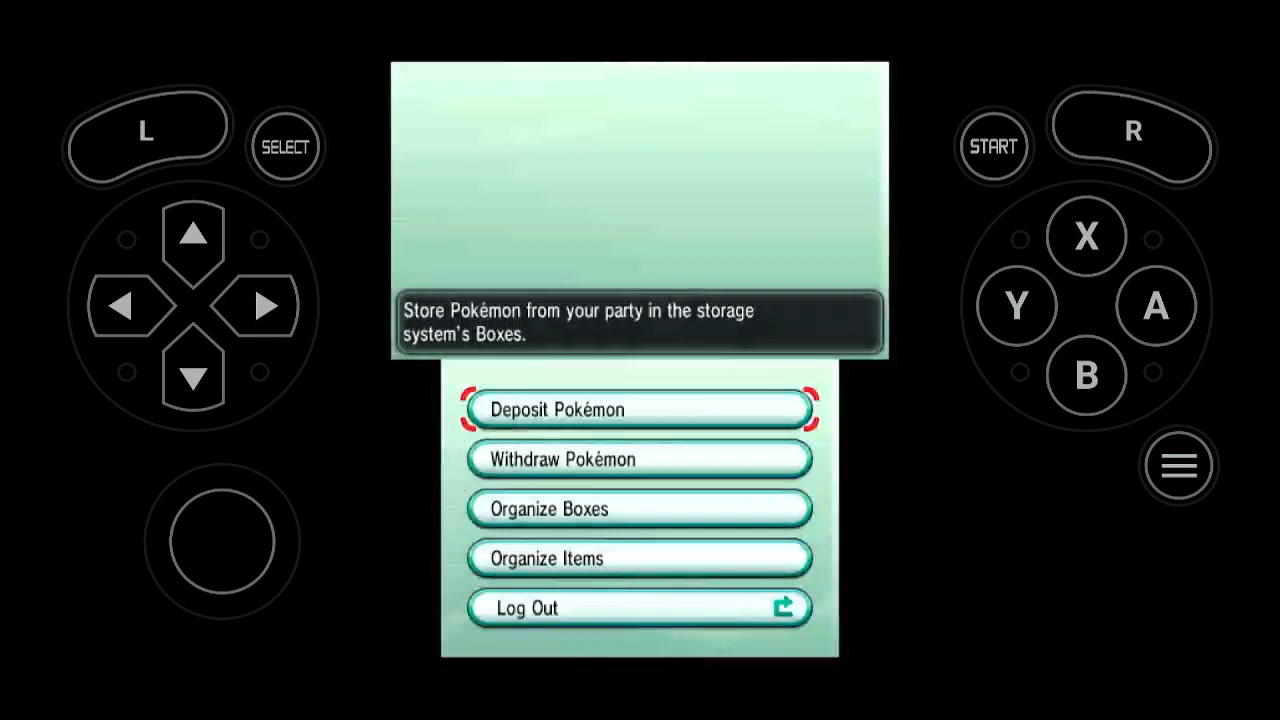 L
SELECT
START
R
X
Y
A
B
Store Pokémon from your party in the storage
system's Boxes.
Deposit Pokémon
Withdraw Pokémon
Organize Boxes
Organize Items
Log Out